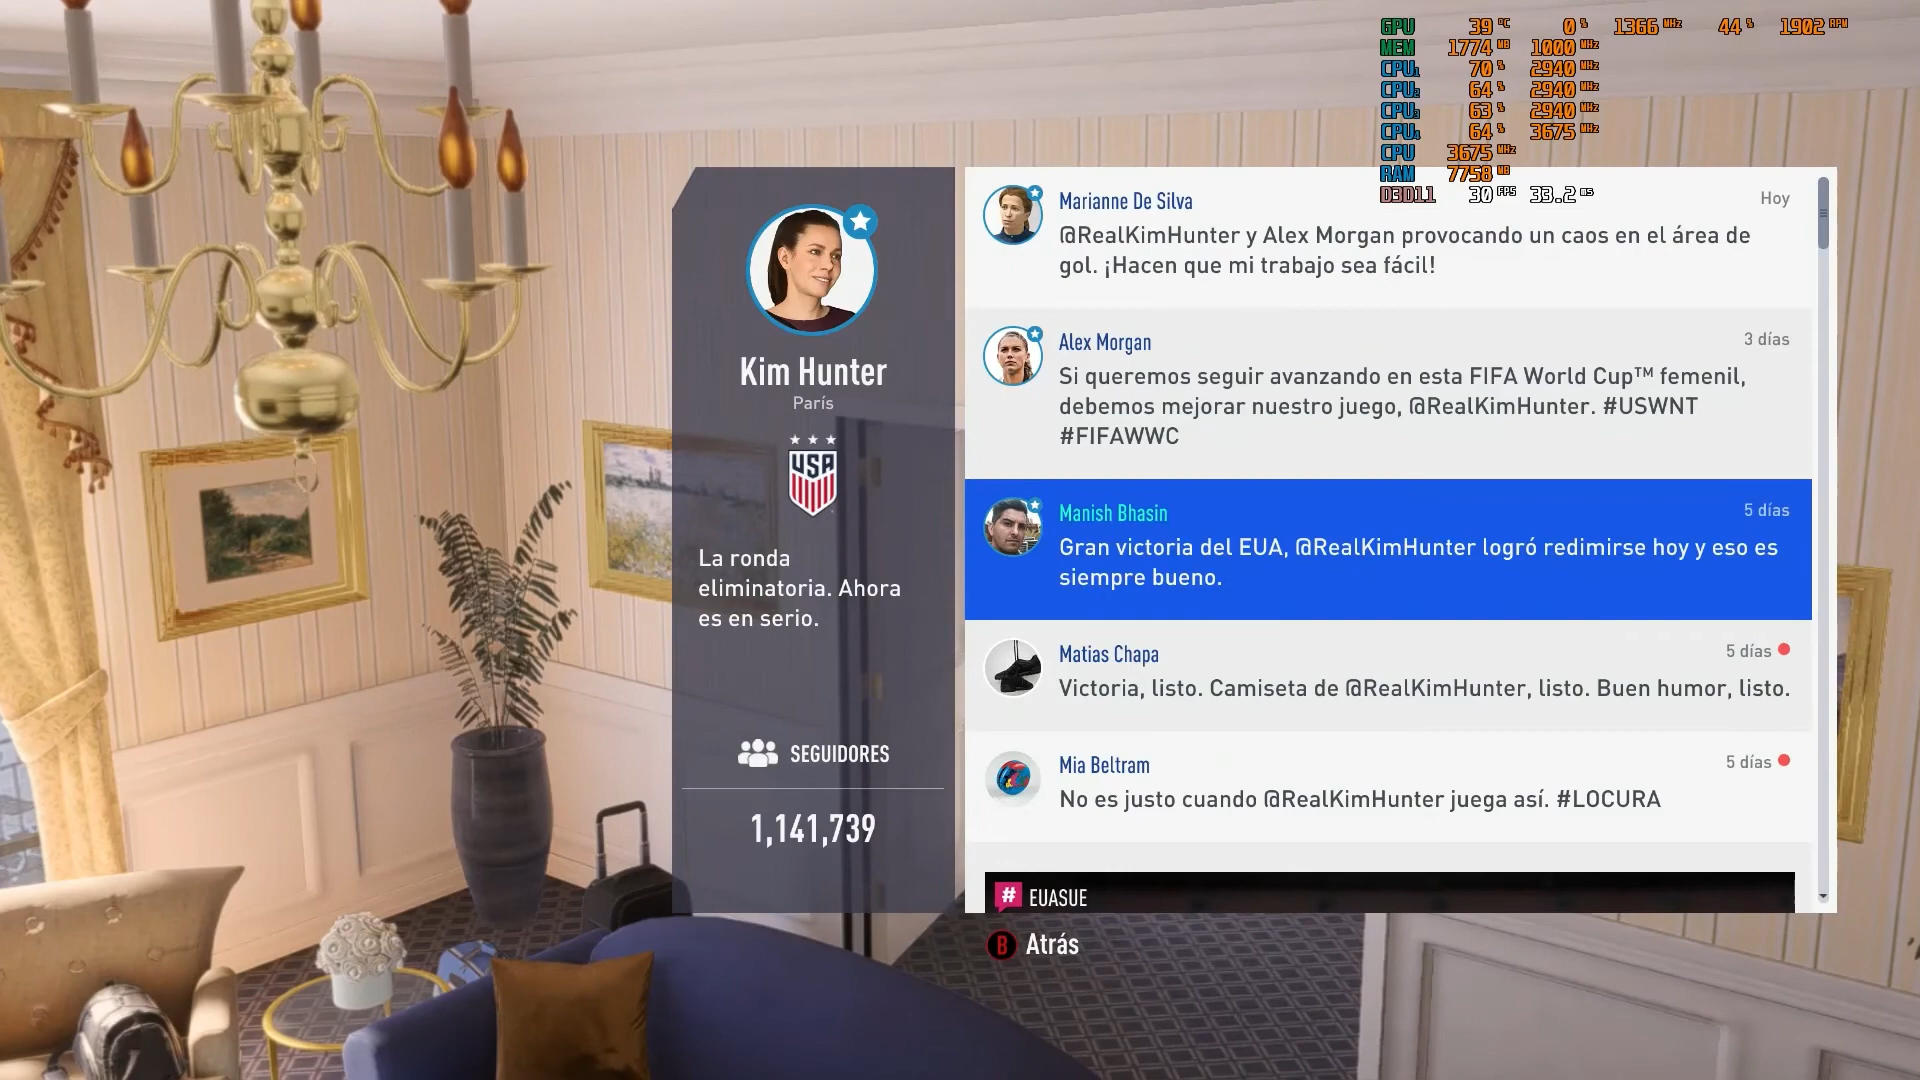 GPU 39 °C 0 % 1366 MHz 44 % 1902 RPM
MEM 1774 MB 1000 MHz
CPU1 70 % 2940 MHz
CPU2 64 % 2940 MHz
CPU3 63 % 2940 MHz
CPU4 64 % 3675 MHz
CPU 3675 MHz
RAM 7758 MB
D3D11 30 FPS 33.2 ms
Kim Hunter
París
USA
La ronda
eliminatoria. Ahora
es en serio.
SEGUIDORES
1,141,739
Marianne De Silva Hoy
@RealKimHunter y Alex Morgan provocando un caos en el área de
gol. ¡Hacen que mi trabajo sea fácil!
Alex Morgan 3 días
Si queremos seguir avanzando en esta FIFA World Cup™ femenil,
debemos mejorar nuestro juego, @RealKimHunter. #USWNT
#FIFAWWC
Manish Bhasin 5 días
Gran victoria del EUA, @RealKimHunter logró redimirse hoy y eso es
siempre bueno.
Matias Chapa 5 días
Victoria, listo. Camiseta de @RealKimHunter, listo. Buen humor, listo.
Mia Beltram 5 días
No es justo cuando @RealKimHunter juega así. #LOCURA
# EUASUE
B Atrás